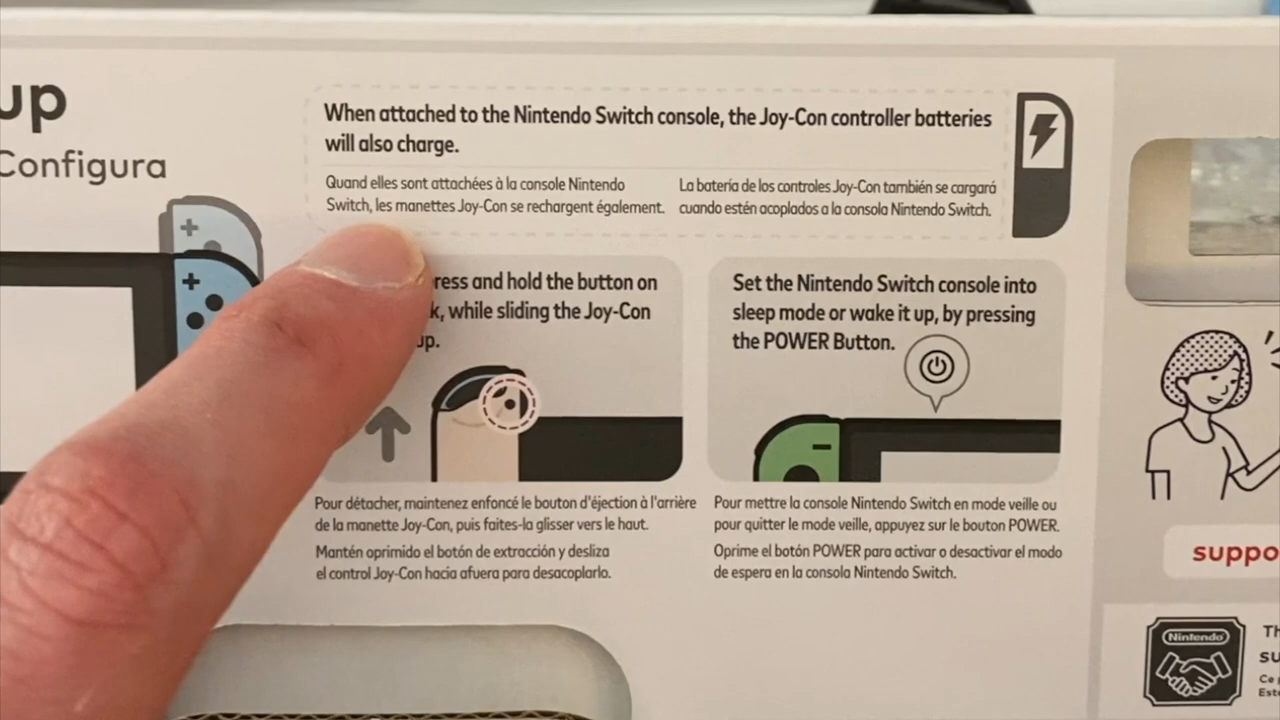 up
Configura
When attached to the Nintendo Switch console, the Joy-Con controller batteries
will also charge.
Quand elles sont attachées à la console Nintendo
Switch, les manettes Joy-Con se rechargent également.
La batería de los controles Joy-Con también se cargará
cuando estén acoplados a la consola Nintendo Switch.
ress and hold the button on
k, while sliding the Joy-Con
up.
Pour détacher, maintenez enfoncé le bouton d'éjection à l'arrière
de la manette Joy-Con, puis faites-la glisser vers le haut.
Mantén oprimido el botón de extracción y desliza
el control Joy-Con hacia afuera para desacoplarlo.
Set the Nintendo Switch console into
sleep mode or wake it up, by pressing
the POWER Button.
Pour mettre la console Nintendo Switch en mode veille ou
pour quitter le mode veille, appuyez sur le bouton POWER.
Oprime el botón POWER para activar o desactivar el modo
de espera en la consola Nintendo Switch.
suppo
Nintendo
Th
su
Ce
Este